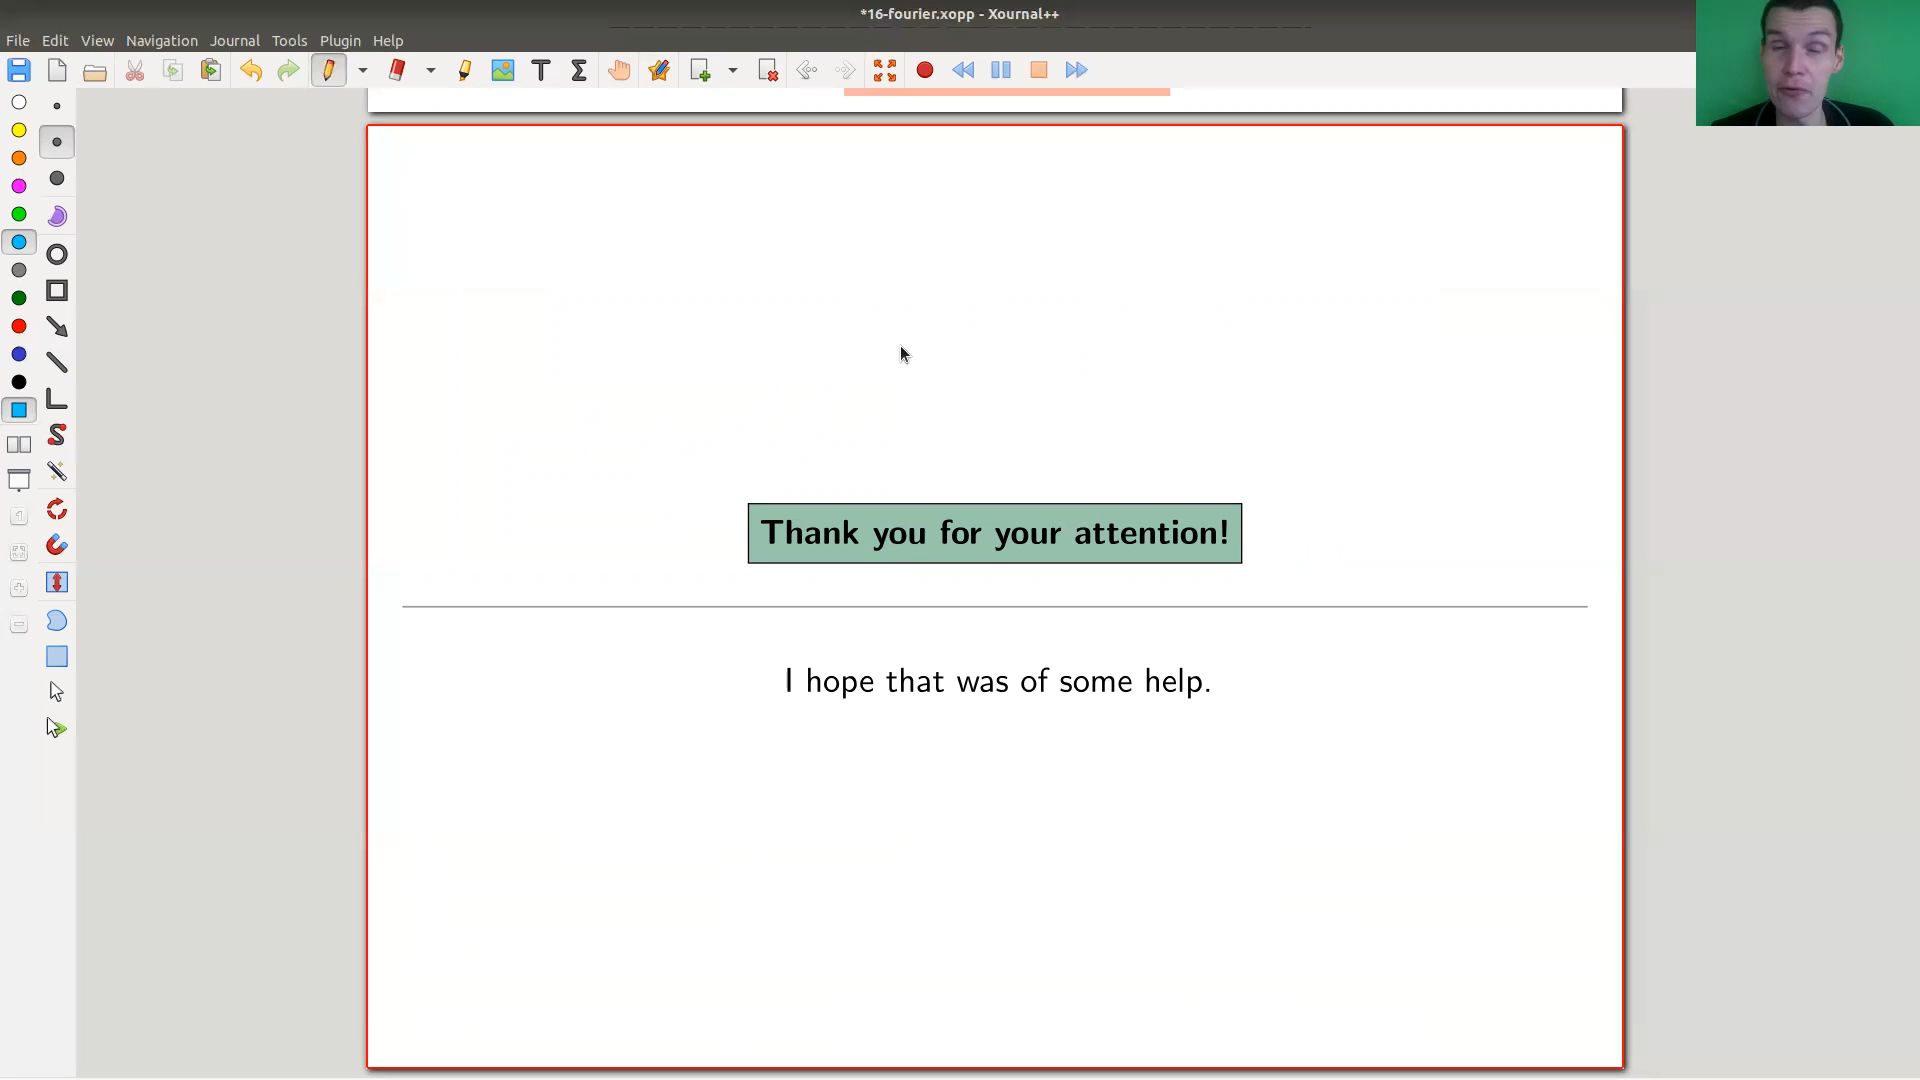 *16-fourier.xopp - Xournal++
File Edit View Navigation Journal Tools Plugin Help
Thank you for your attention!
I hope that was of some help.